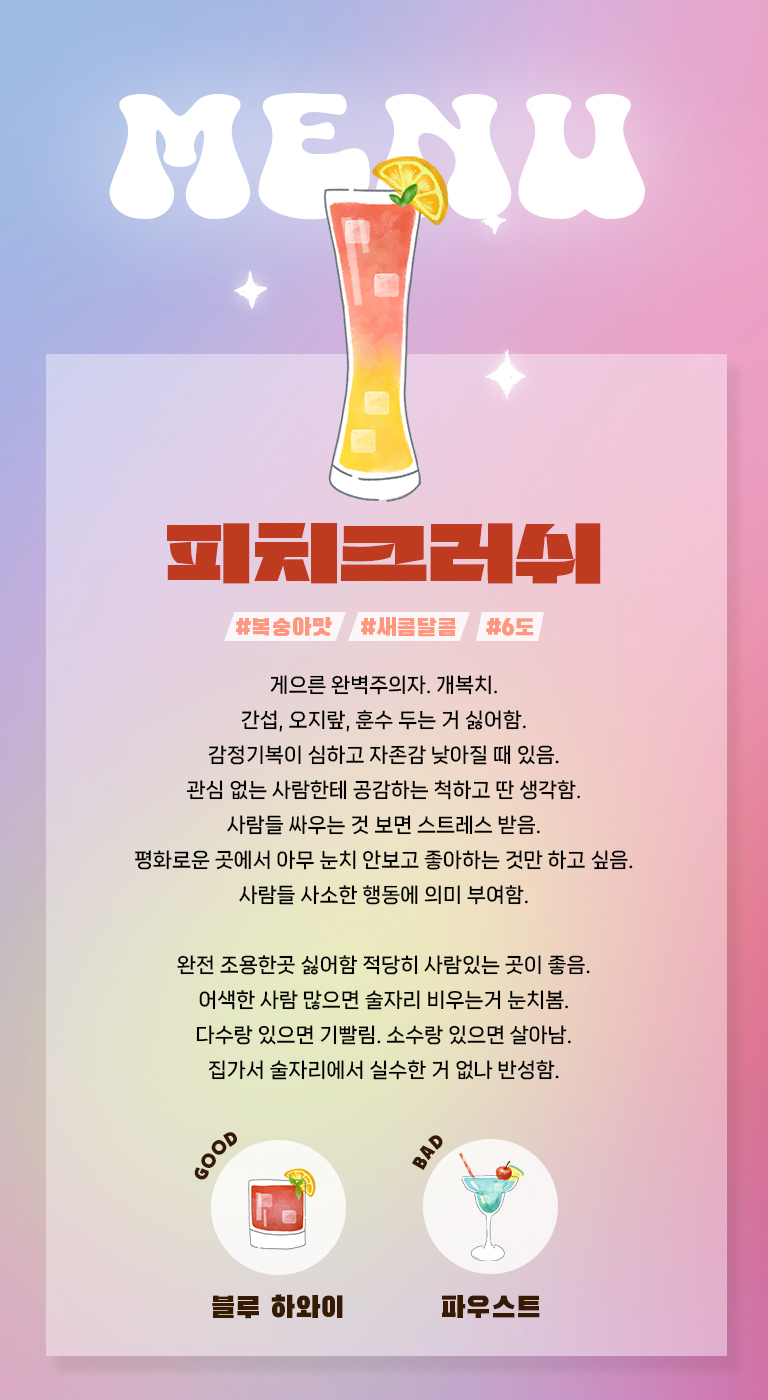 MENU
피치크러쉬
#복숭아맛 #새콤달콤 #6도
게으른 완벽주의자. 개복치.
간섭, 오지랖, 훈수 두는 거 싫어함.
감정기복이 심하고 자존감 낮아질 때 있음.
관심 없는 사람한테 공감하는 척하고 딴 생각함.
사람들 싸우는 것 보면 스트레스 받음.
평화로운 곳에서 아무 눈치 안보고 좋아하는 것만 하고 싶음.
사람들 사소한 행동에 의미 부여함.
완전 조용한곳 싫어함 적당히 사람있는 곳이 좋음.
어색한 사람 많으면 술자리 비우는거 눈치봄.
다수랑 있으면 기빨림. 소수랑 있으면 살아남.
집가서 술자리에서 실수한 거 없나 반성함.
GOOD
블루 하와이
BAD
파우스트